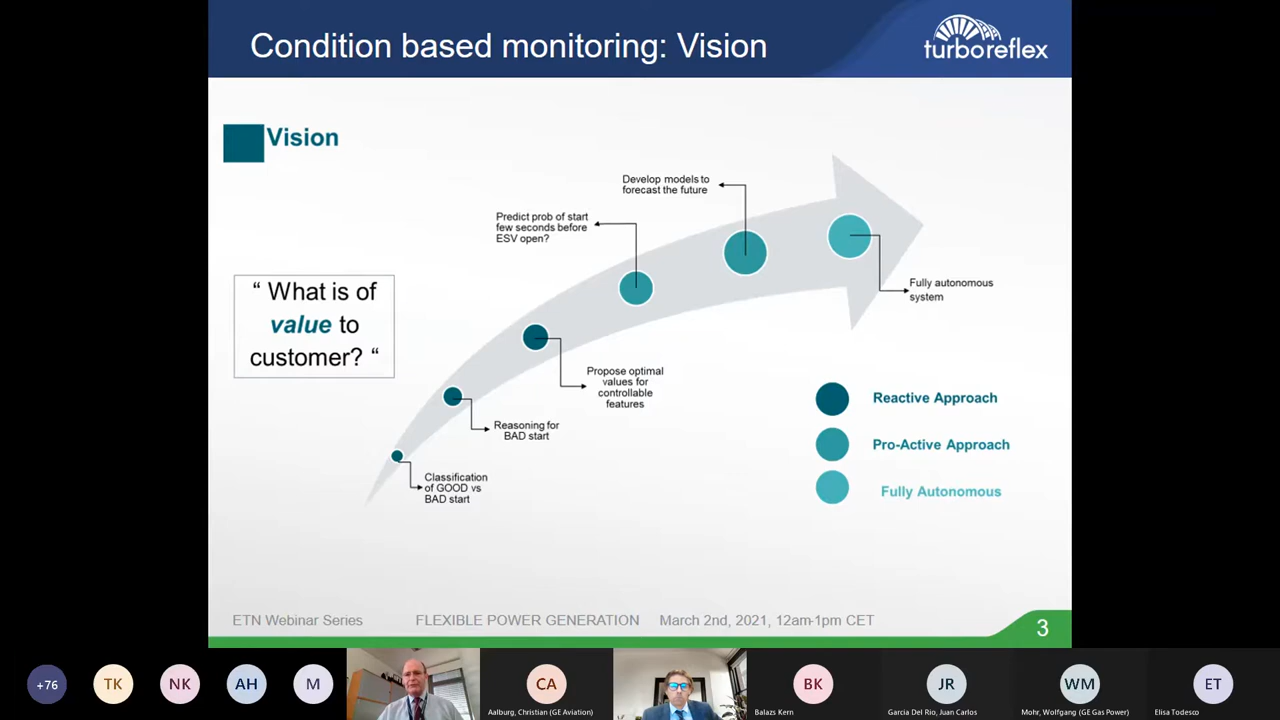 Condition based monitoring: Vision
turboreflex
Vision
Develop models to
forecast the future
Predict prob of start
few seconds before
ESV open?
“ What is of
value to
customer? “
Fully autonomous
system
Propose optimal
values for
controllable
features
Reasoning for
BAD start
Classification
of GOOD vs
BAD start
Reactive Approach
Pro-Active Approach
Fully Autonomous
ETN Webinar Series FLEXIBLE POWER GENERATION March 2nd, 2021, 12am-1pm CET
3
+76
TK
NK
AH
M
CA
BK
JR
WM
ET
Aalburg, Christian (GE Aviation)
Balazs Kern
Garcia Del Rio, Juan Carlos
Mohr, Wolfgang (GE Gas Power)
Elisa Todesco